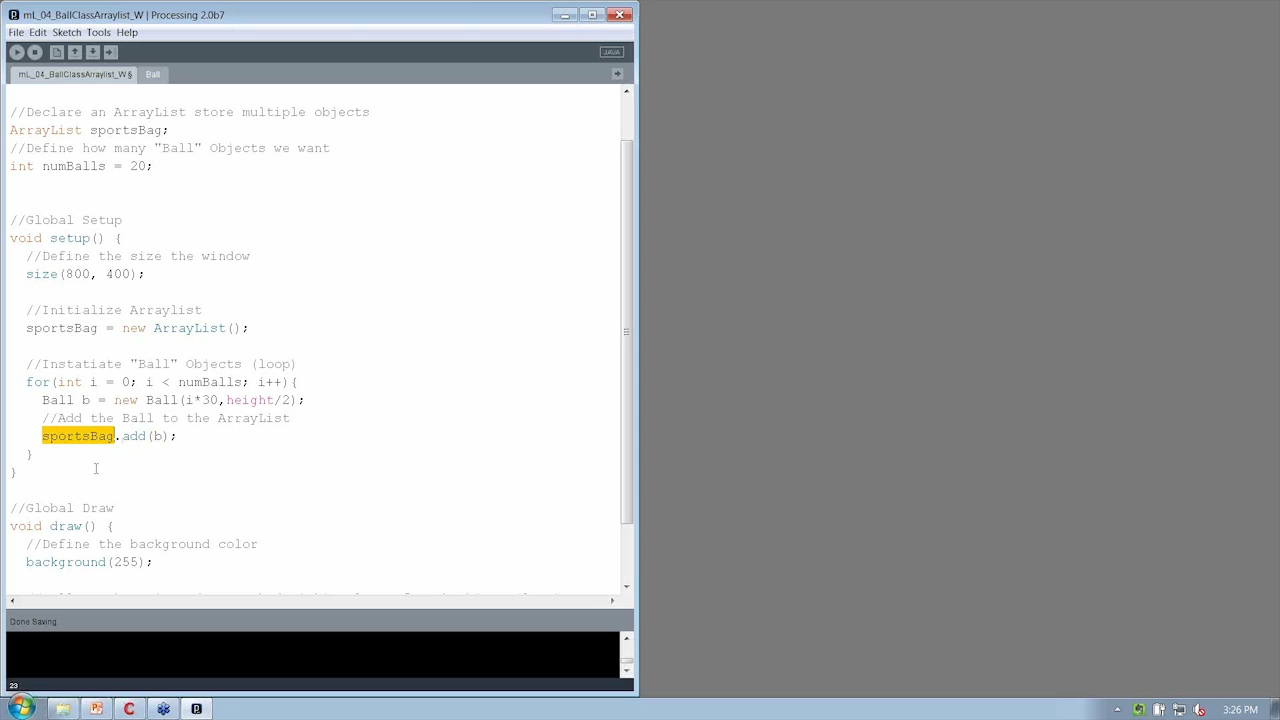 mL_04_BallClassArraylist_W | Processing 2.0b7
File Edit Sketch Tools Help
JAVA
mL_04_BallClassArraylist_W § Ball
//Declare an ArrayList store multiple objects
ArrayList sportsBag;
//Define how many "Ball" Objects we want
int numBalls = 20;
//Global Setup
void setup() {
//Define the size the window
size(800, 400);
//Initialize Arraylist
sportsBag = new ArrayList();
//Instatiate "Ball" Objects (loop)
for(int i = 0; i < numBalls; i++){
Ball b = new Ball(i*30,height/2);
//Add the Ball to the ArrayList
sportsBag.add(b);
}
}
//Global Draw
void draw() {
//Define the background color
background(255);
Done Saving
23
3:26 PM